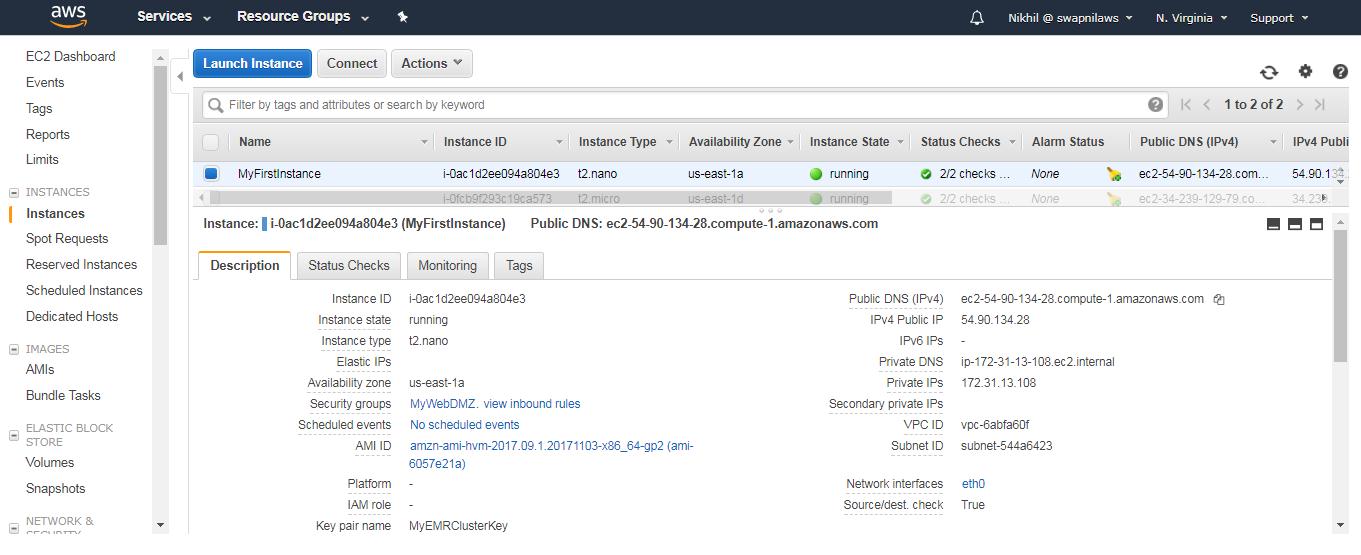 aws Services Resource Groups Nikhil @ swapnilaws N. Virginia Support
EC2 Dashboard
Events
Tags
Reports
Limits
INSTANCES
Instances
Spot Requests
Reserved Instances
Scheduled Instances
Dedicated Hosts
IMAGES
AMIs
Bundle Tasks
ELASTIC BLOCK
STORE
Volumes
Snapshots
NETWORK &
SECURITY
Launch Instance Connect Actions
Filter by tags and attributes or search by keyword 1 to 2 of 2
Name Instance ID Instance Type Availability Zone Instance State Status Checks Alarm Status Public DNS (IPv4) IPv4 Publi
MyFirstInstance i-0ac1d2ee094a804e3 t2.nano us-east-1a running 2/2 checks ... None ec2-54-90-134-28.com... 54.90.134.
i-0fcb9f293c19ca573 t2.micro us-east-1d running 2/2 checks ... None ec2-34-239-129-79.co... 34.239.
Instance: i-0ac1d2ee094a804e3 (MyFirstInstance) Public DNS: ec2-54-90-134-28.compute-1.amazonaws.com
Description Status Checks Monitoring Tags
Instance ID i-0ac1d2ee094a804e3 Public DNS (IPv4) ec2-54-90-134-28.compute-1.amazonaws.com
Instance state running IPv4 Public IP 54.90.134.28
Instance type t2.nano IPv6 IPs -
Elastic IPs Private DNS ip-172-31-13-108.ec2.internal
Availability zone us-east-1a Private IPs 172.31.13.108
Security groups MyWebDMZ. view inbound rules Secondary private IPs
Scheduled events No scheduled events VPC ID vpc-6abfa60f
AMI ID amzn-ami-hvm-2017.09.1.20171103-x86_64-gp2 (ami-
6057e21a) Subnet ID subnet-544a6423
Platform - Network interfaces eth0
IAM role - Source/dest. check True
Key pair name MyEMRClusterKey